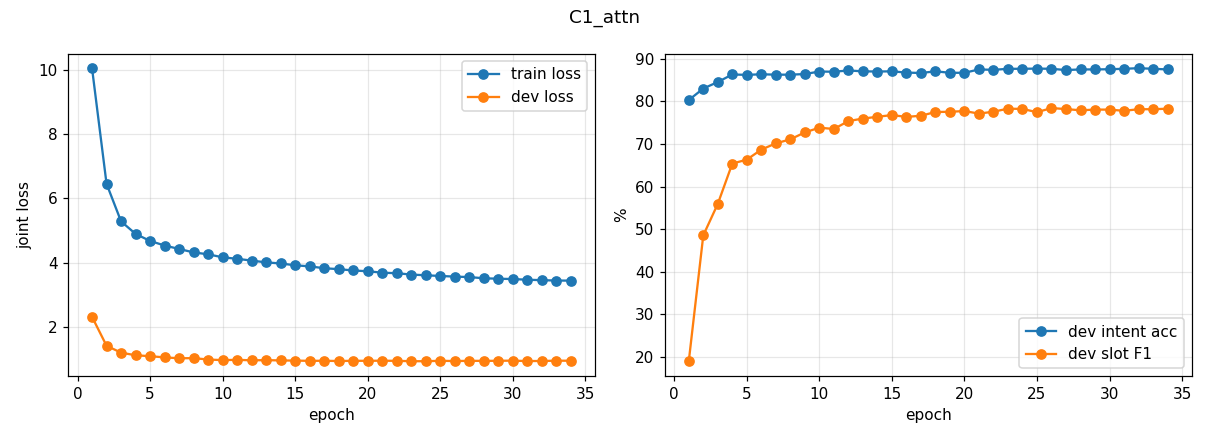 C1_attn
joint loss
10
8
6
4
2
0 5 10 15 20 25 30 35
epoch
train loss
dev loss
%
90
80
70
60
50
40
30
20
0 5 10 15 20 25 30 35
epoch
dev intent acc
dev slot F1